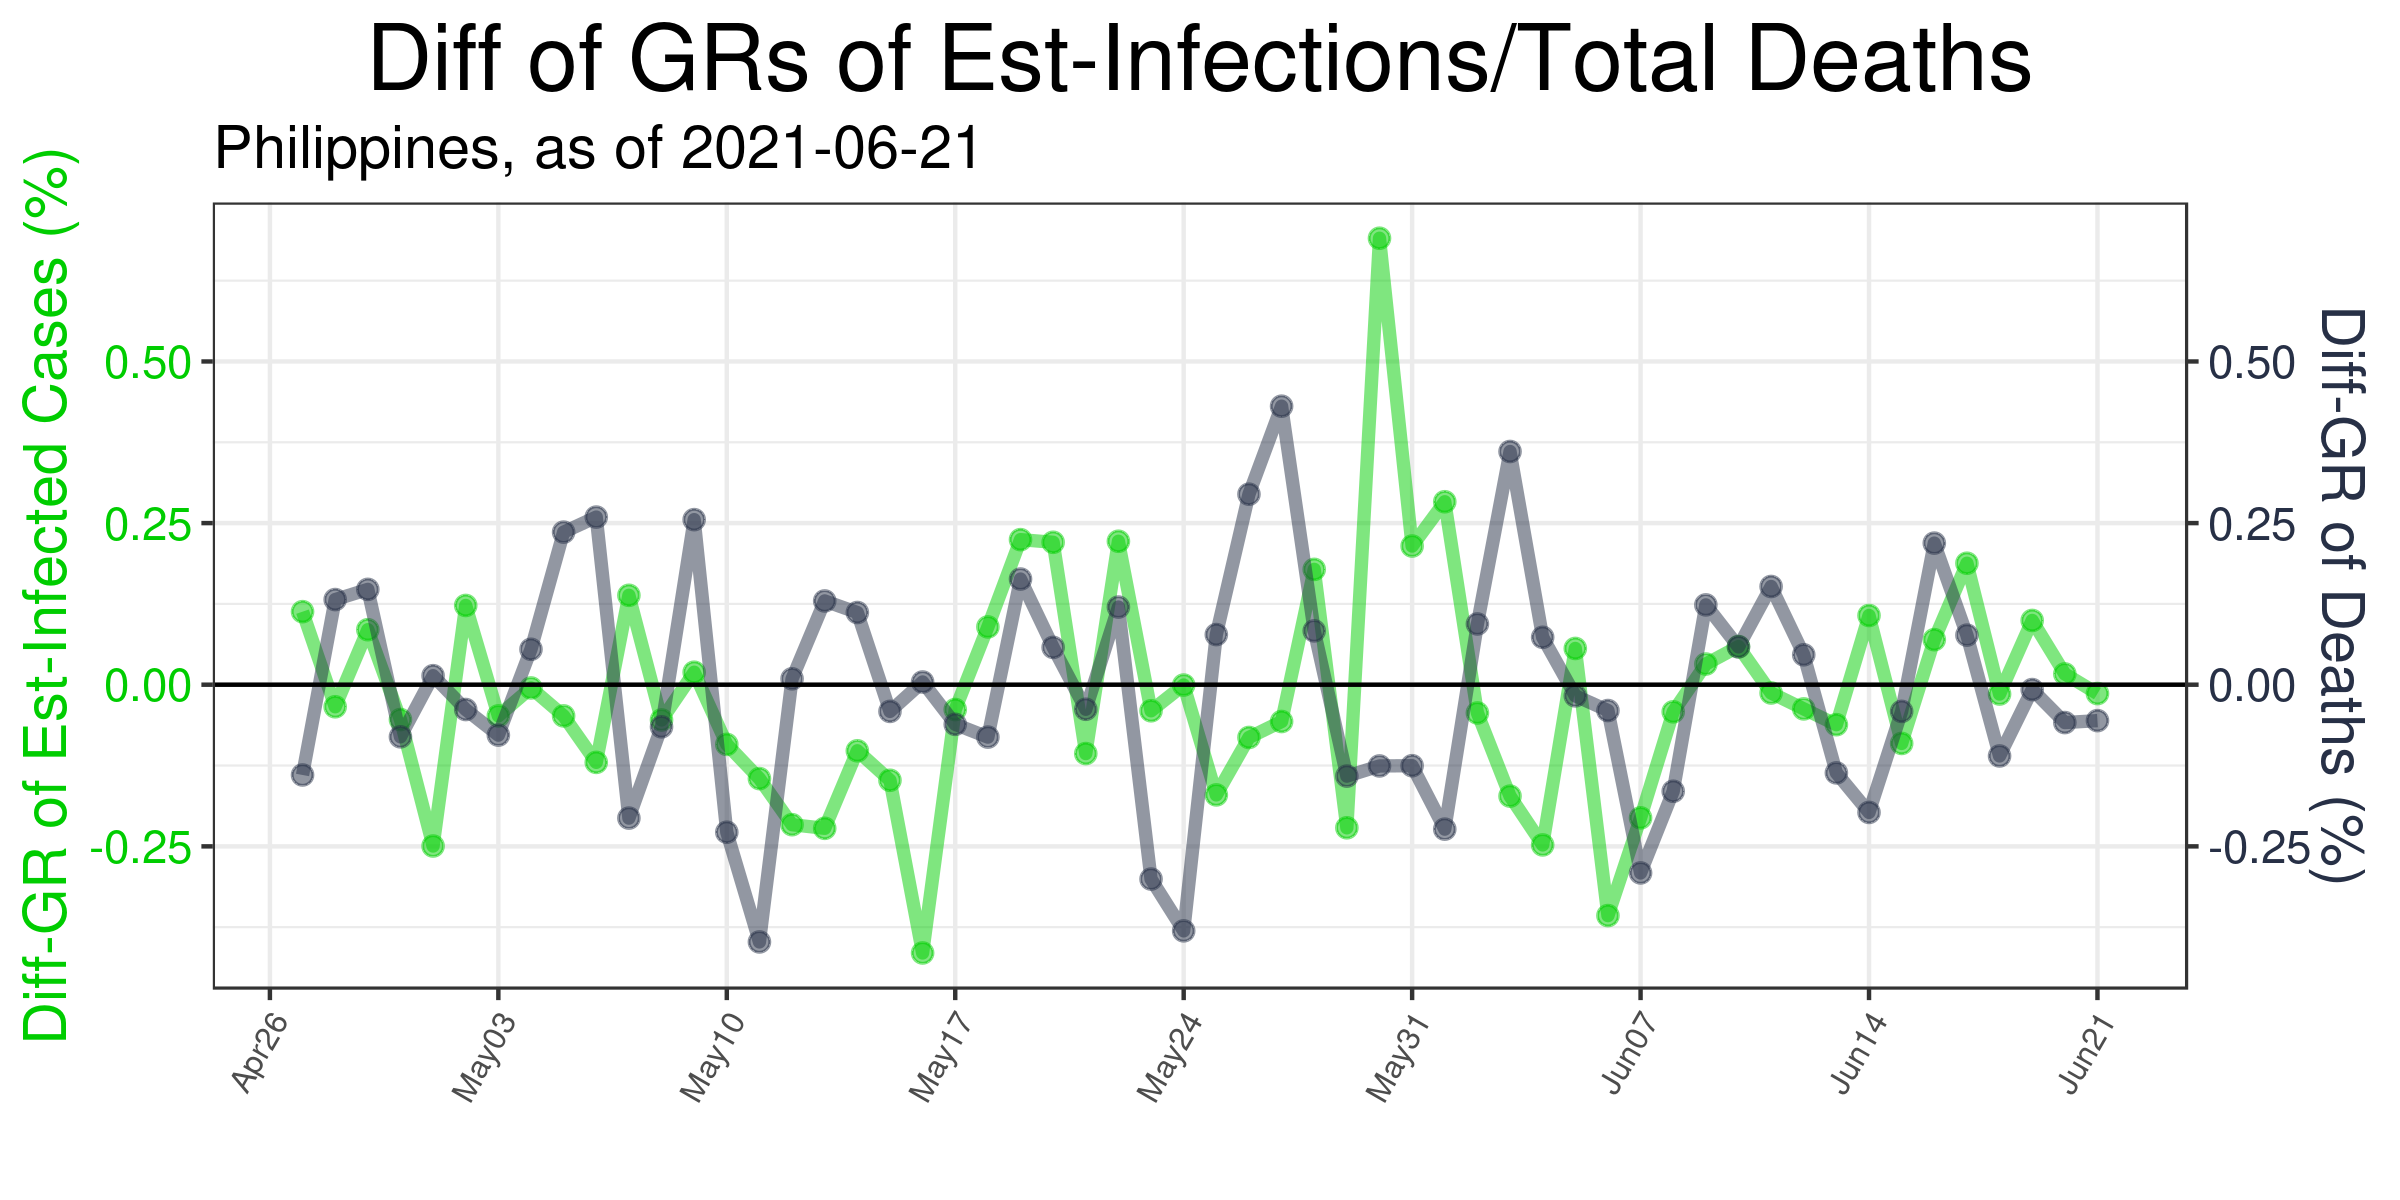 Diff of GRs of Est-Infections/Total Deaths
Philippines, as of 2021-06-21
Diff-GR of Est-Infected Cases (%)
0.50
0.25
0.00
-0.25
0.50
0.25
0.00
-0.25
Diff-GR of Deaths (%)
Apr26
May03
May10
May17
May24
May31
Jun07
Jun14
Jun21